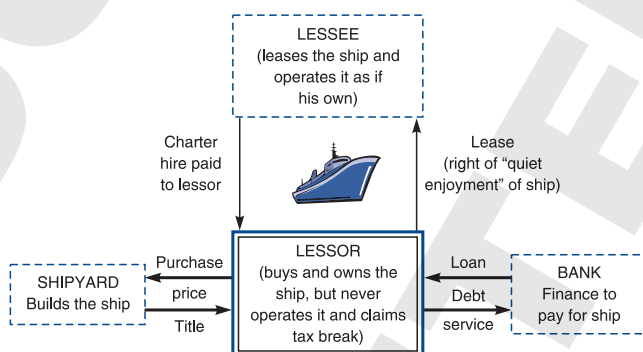 LESSEE
(leases the ship and
operates it as if
his own)
Charter
hire paid
to lessor
Lease
(right of “quiet
enjoyment” of ship)
SHIPYARD
Builds the ship
Purchase
price
Title
LESSOR
(buys and owns the
ship, but never
operates it and claims
tax break)
Loan
Debt
service
BANK
Finance to
pay for ship